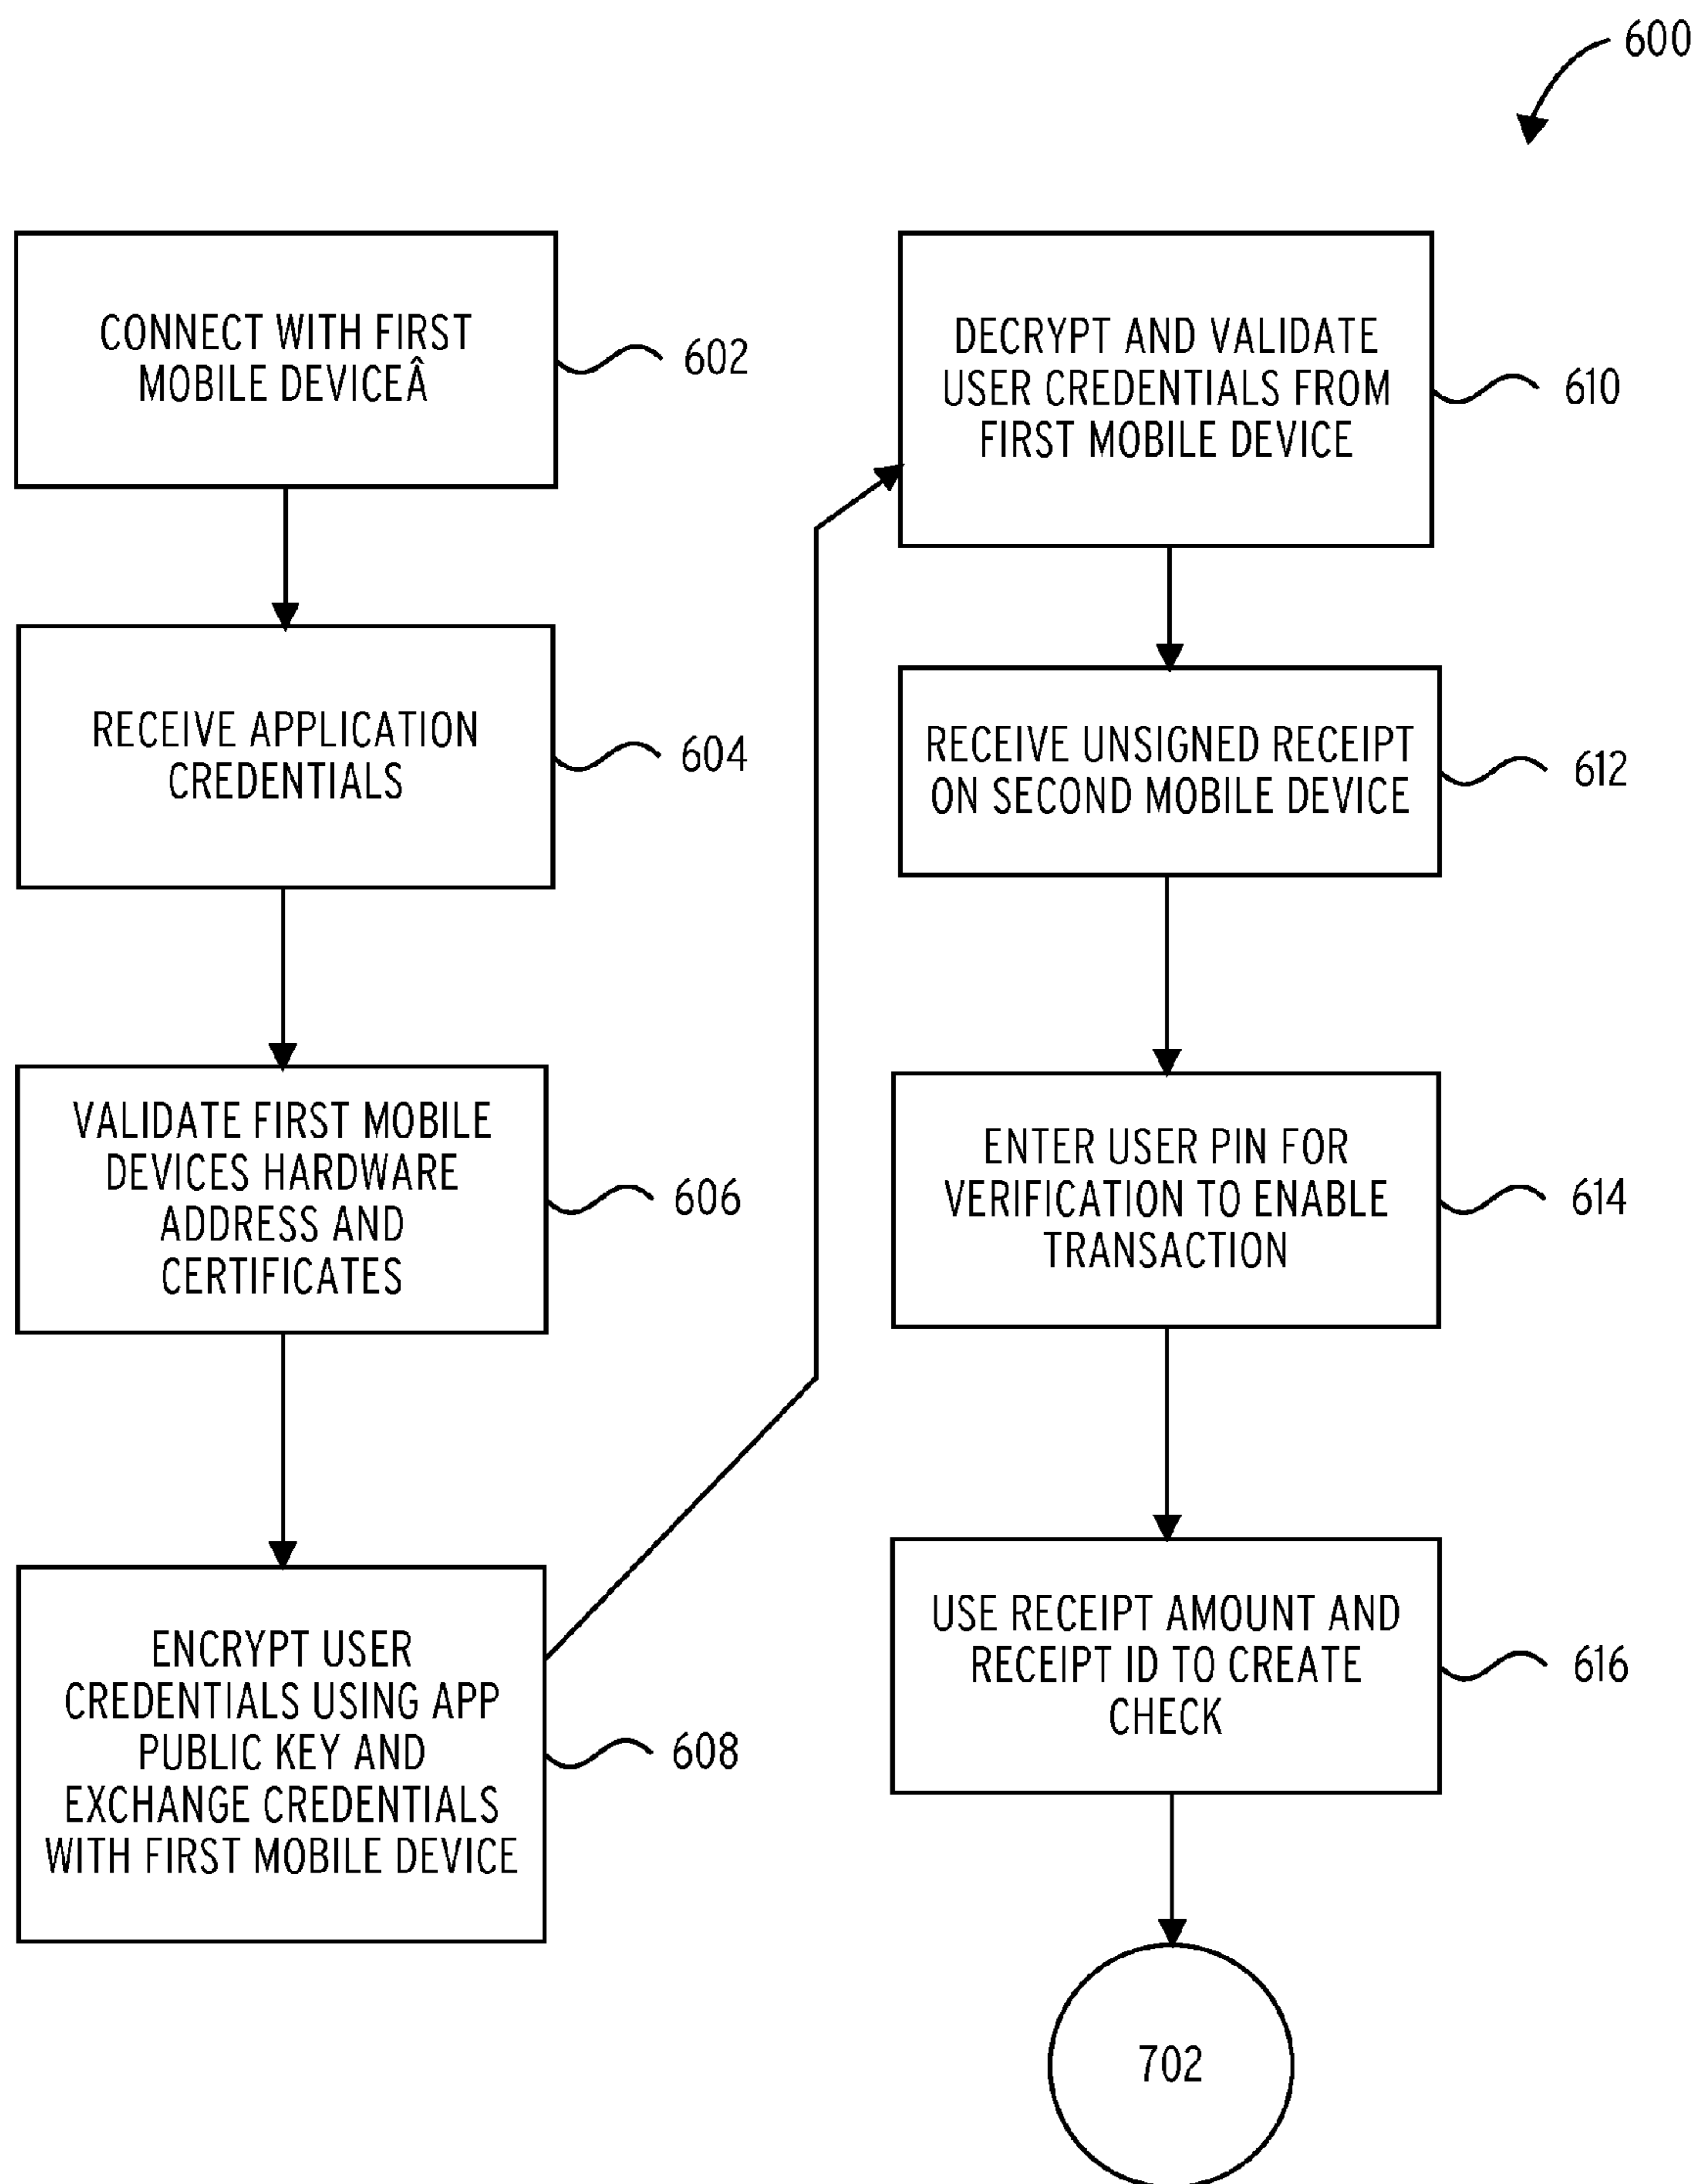 600
CONNECT WITH FIRST
MOBILE DEVICEÂ
602
RECEIVE APPLICATION
CREDENTIALS
604
VALIDATE FIRST MOBILE
DEVICES HARDWARE
ADDRESS AND
CERTIFICATES
606
ENCRYPT USER
CREDENTIALS USING APP
PUBLIC KEY AND
EXCHANGE CREDENTIALS
WITH FIRST MOBILE DEVICE
608
DECRYPT AND VALIDATE
USER CREDENTIALS FROM
FIRST MOBILE DEVICE
610
RECEIVE UNSIGNED RECEIPT
ON SECOND MOBILE DEVICE
612
ENTER USER PIN FOR
VERIFICATION TO ENABLE
TRANSACTION
614
USE RECEIPT AMOUNT AND
RECEIPT ID TO CREATE
CHECK
616
702